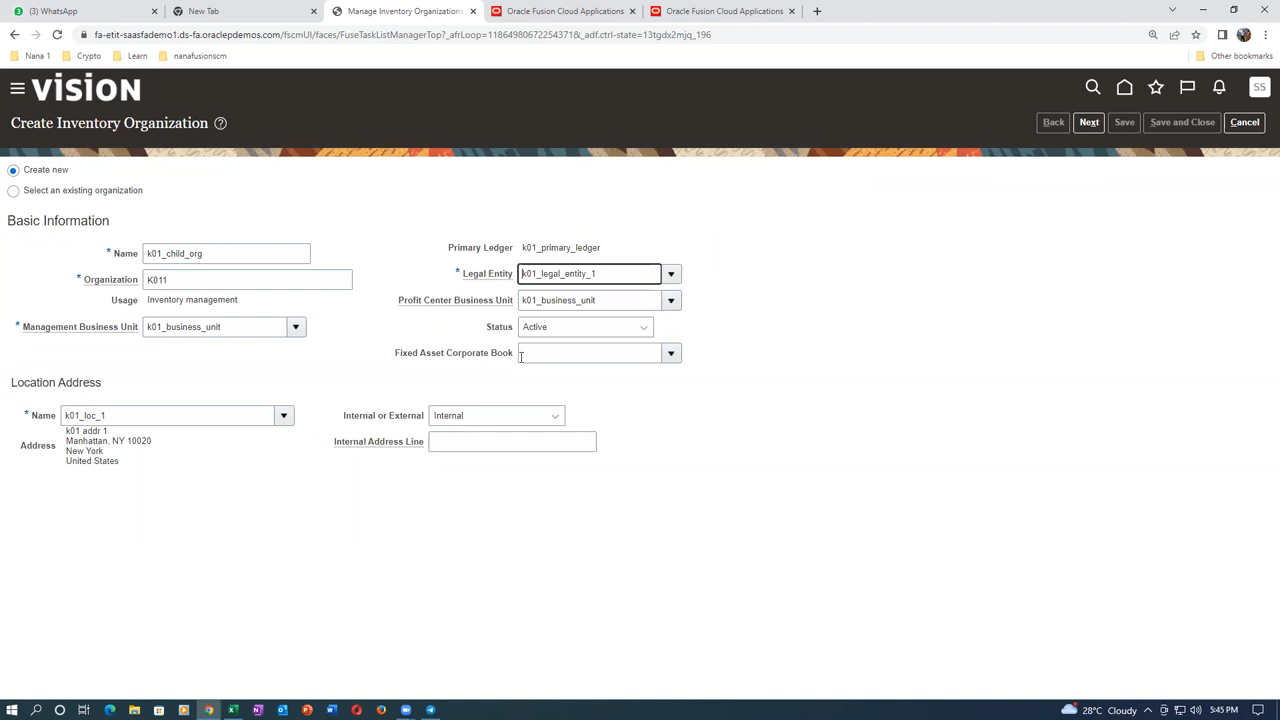 (3) WhatsApp
New Tab
Manage Inventory Organizations
Oracle Fusion Cloud Applications
Oracle Fusion Cloud Applications
fa-etit-saasfademo1.ds-fa.oraclepdemos.com/fscmUI/faces/FuseTaskListManagerTop?_afrLoop=11864980672254371&_adf.ctrl-state=13tgdx2mjq_196
Nana 1
Crypto
Learn
nanafusionscm
Other bookmarks
VISION
SS
Create Inventory Organization
Back
Next
Save
Save and Close
Cancel
Create new
Select an existing organization
Basic Information
* Name k01_child_org
* Organization K011
Usage Inventory management
* Management Business Unit k01_business_unit
Primary Ledger k01_primary_ledger
* Legal Entity k01_legal_entity_1
Profit Center Business Unit k01_business_unit
Status Active
Fixed Asset Corporate Book
Location Address
* Name k01_loc_1
Address k01 addr 1
Manhattan, NY 10020
New York
United States
Internal or External Internal
Internal Address Line
28°C Cloudy
5:45 PM